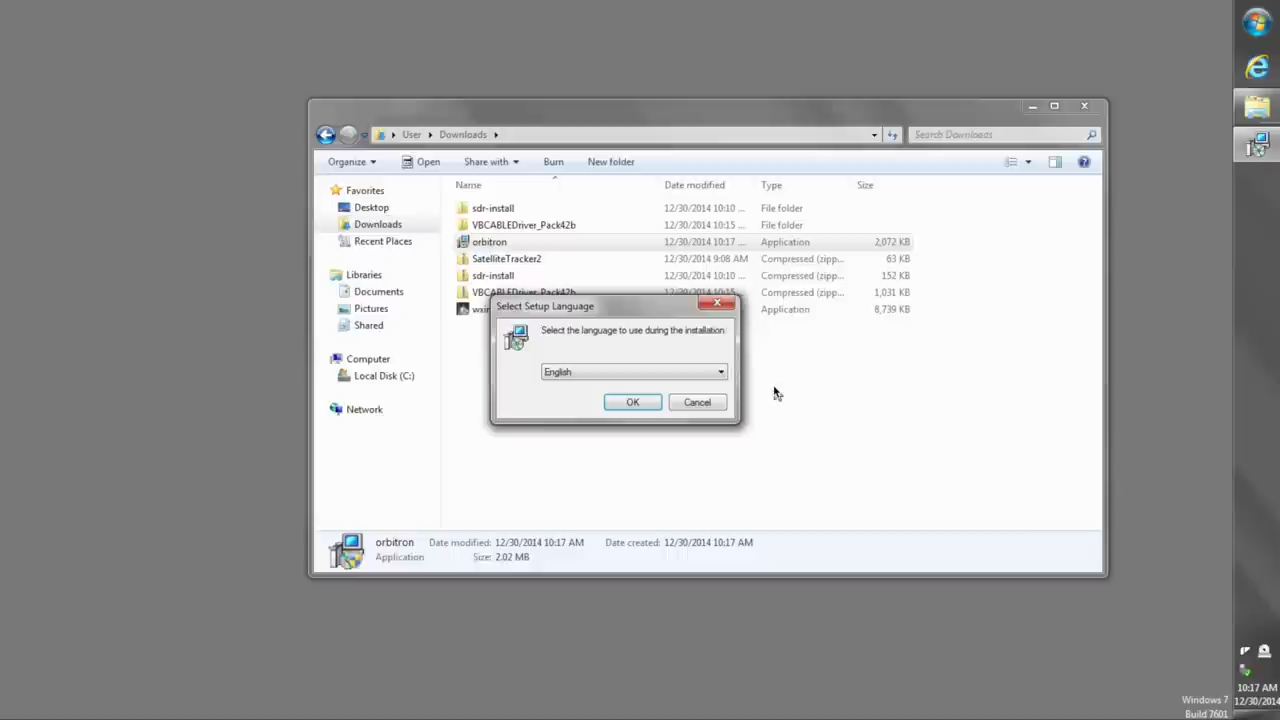 User ▸ Downloads ▸
Search Downloads
Organize Open Share with Burn New folder
Name Date modified Type Size
Favorites
Desktop
Downloads
Recent Places
Libraries
Documents
Pictures
Shared
Computer
Local Disk (C:)
Network
sdr-install 12/30/2014 10:10 ... File folder
VBCABLEDriver_Pack42b 12/30/2014 10:15 ... File folder
orbitron 12/30/2014 10:17 ... Application 2,072 KB
SatelliteTracker2 12/30/2014 9:08 AM Compressed (zipp... 63 KB
sdr-install 12/30/2014 10:10 ... Compressed (zipp... 152 KB
VBCABLEDriver_Pack42b 12/30/2014 10:15 ... Compressed (zipp... 1,031 KB
Application 8,739 KB
Select Setup Language
Select the language to use during the installation:
English
OK Cancel
orbitron Date modified: 12/30/2014 10:17 AM Date created: 12/30/2014 10:17 AM
Application Size: 2.02 MB
10:17 AM
Windows 7 12/30/2014
Build 7601